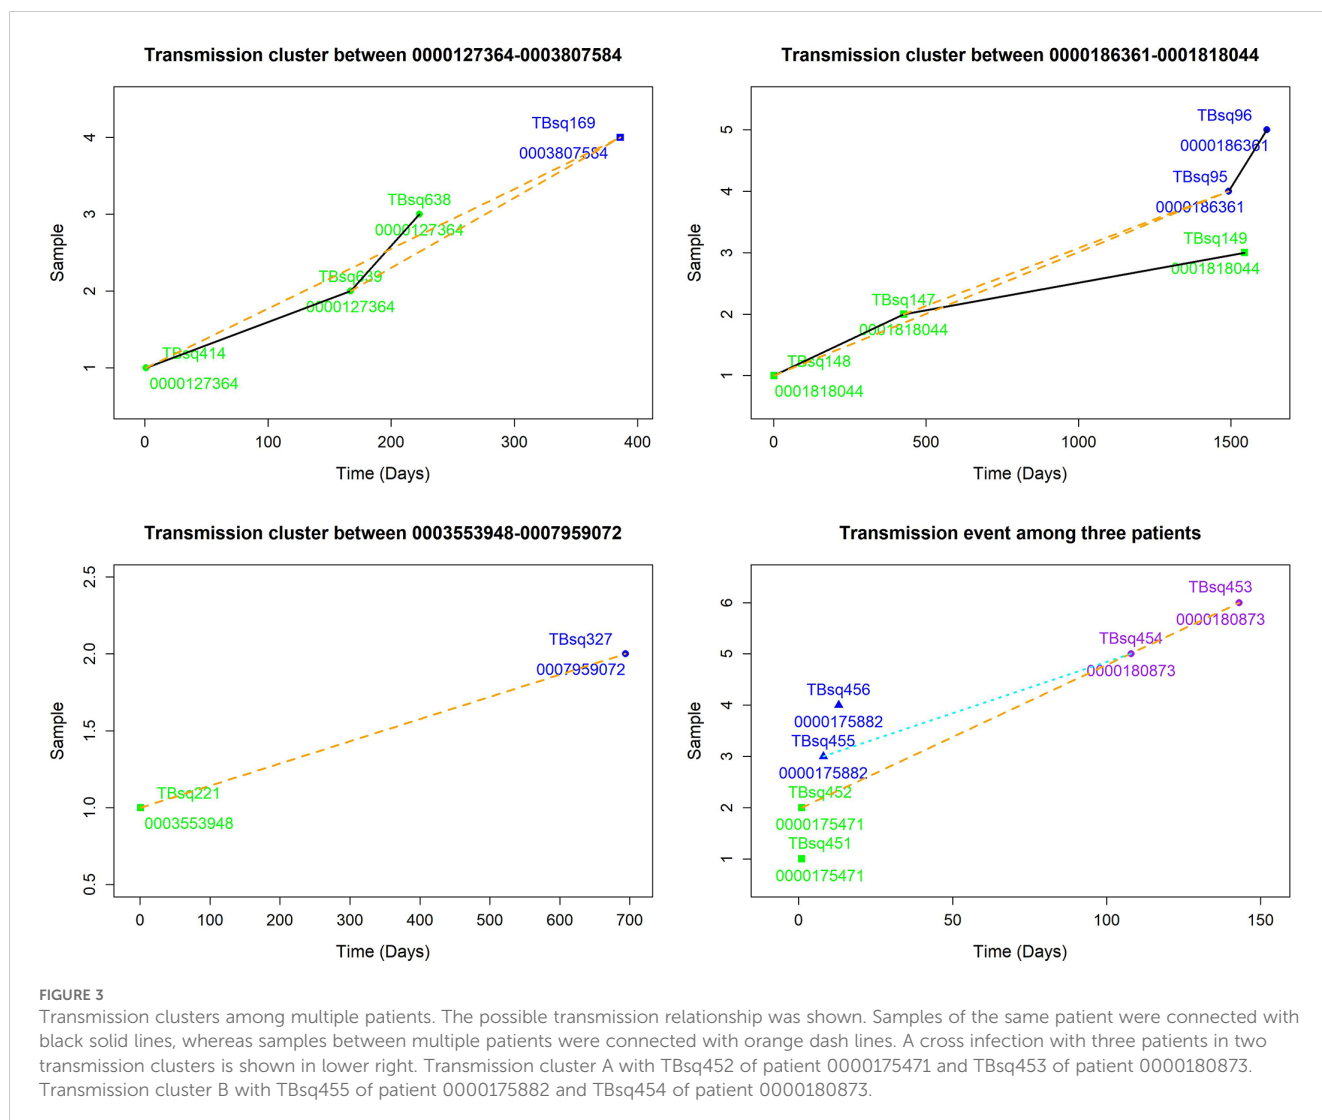 Transmission cluster between 0000127364-0003807584
Sample
4
3
2
1
TBsq169
0003807584
TBsq638
0000127364
TBsq639
0000127364
TBsq414
0000127364
0
100
200
300
400
Time (Days)
Transmission cluster between 0000186361-0001818044
Sample
5
4
3
2
1
TBsq96
0000186361
TBsq95
0000186361
TBsq149
0001818044
TBsq147
0001818044
TBsq148
0001818044
0
500
1000
1500
Time (Days)
Transmission cluster between 0003553948-0007959072
Sample
2.5
2.0
1.5
1.0
0.5
TBsq327
0007959072
TBsq221
0003553948
0
100
200
300
400
500
600
700
Time (Days)
Transmission event among three patients
Sample
6
5
4
3
2
1
TBsq453
0000180873
TBsq454
0000180873
TBsq456
0000175882
TBsq455
0000175882
TBsq452
0000175471
TBsq451
0000175471
0
50
100
150
Time (Days)
FIGURE 3
Transmission clusters among multiple patients. The possible transmission relationship was shown. Samples of the same patient were connected with
black solid lines, whereas samples between multiple patients were connected with orange dash lines. A cross infection with three patients in two
transmission clusters is shown in lower right. Transmission cluster A with TBsq452 of patient 0000175471 and TBsq453 of patient 0000180873.
Transmission cluster B with TBsq455 of patient 0000175882 and TBsq454 of patient 0000180873.